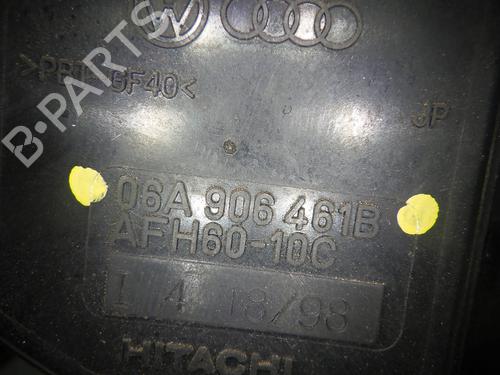 >PBT-GF40<
JP
06A 906 461B
AFH60-10C
I 4 18/98
HITACHI
B-PARTS